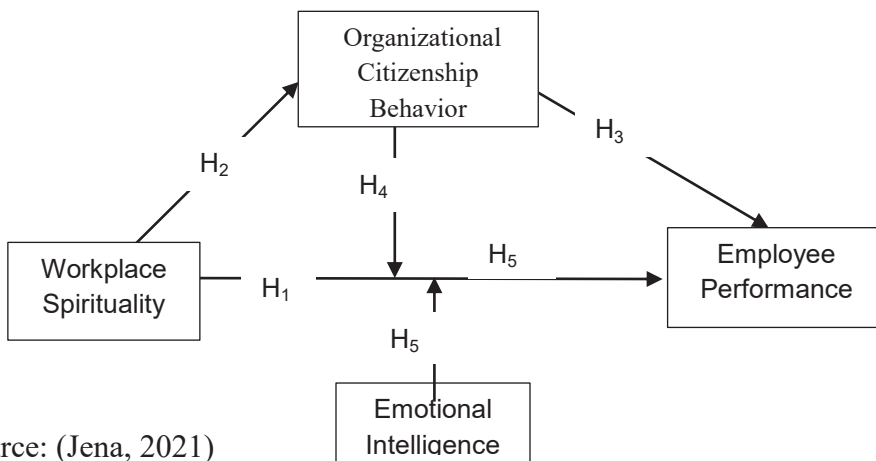 Organizational
Citizenship
Behavior
H2
H3
H4
Workplace
Spirituality
H1
H5
Employee
Performance
H5
Emotional
Intelligence
rce: (Jena, 2021)